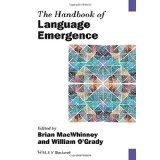 The Handbook of
Language Emergence
Edited by
Brian MacWhinney
and William O'Grady
WILEY Blackwell